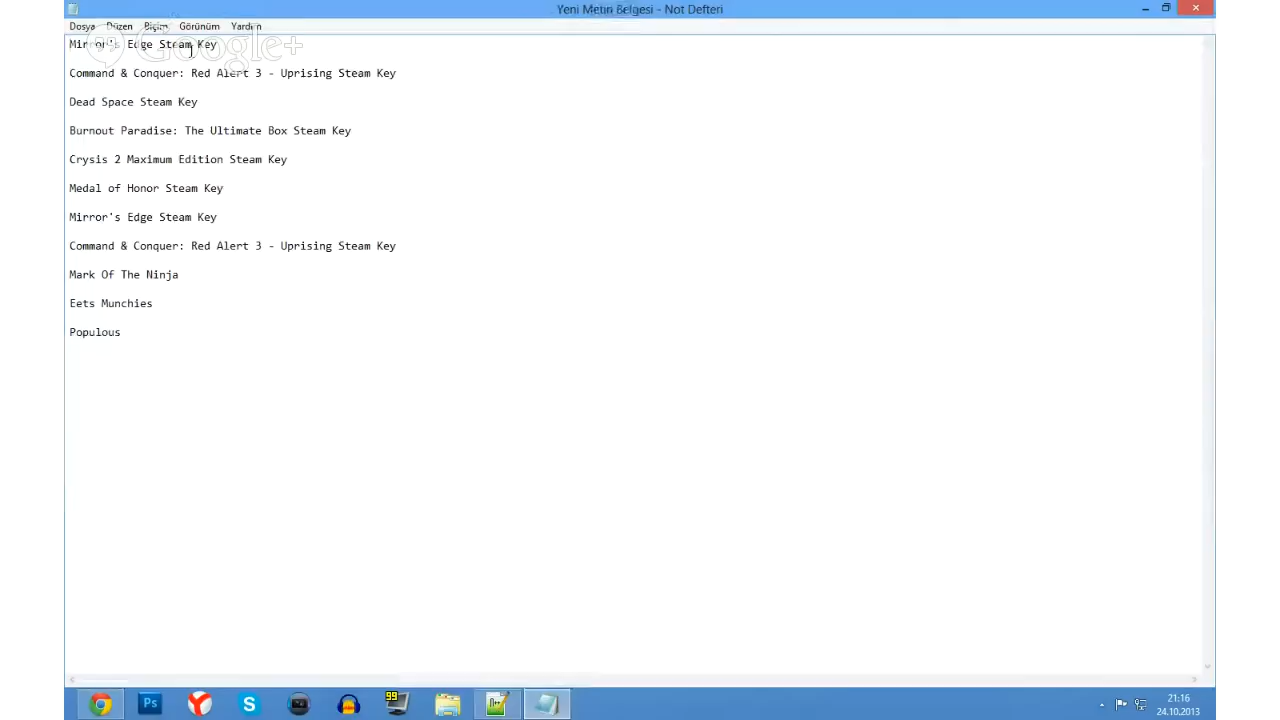 Yeni Metin Belgesi - Not Defteri
Dosya Düzen Biçim Görünüm Yardım
Google+
Mirror's Edge Steam Key
Command & Conquer: Red Alert 3 - Uprising Steam Key
Dead Space Steam Key
Burnout Paradise: The Ultimate Box Steam Key
Crysis 2 Maximum Edition Steam Key
Medal of Honor Steam Key
Mirror's Edge Steam Key
Command & Conquer: Red Alert 3 - Uprising Steam Key
Mark Of The Ninja
Eets Munchies
Populous
Ps
S
99
21:16
24.10.2013